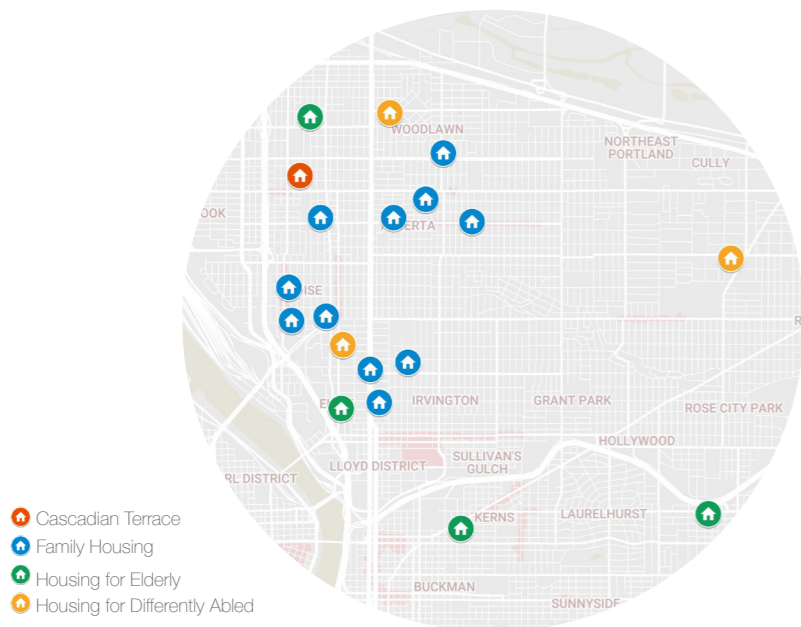 WOODLAWN
NORTHEAST
PORTLAND
CULLY
OOK
ERTA
ISE
IRVINGTON
GRANT PARK
ROSE CITY PARK
HOLLYWOOD
SULLIVAN'S
GULCH
LLOYD DISTRICT
RL DISTRICT
KERNS
LAURELHURST
BUCKMAN
SUNNYSIDE
Cascadian Terrace
Family Housing
Housing for Elderly
Housing for Differently Abled